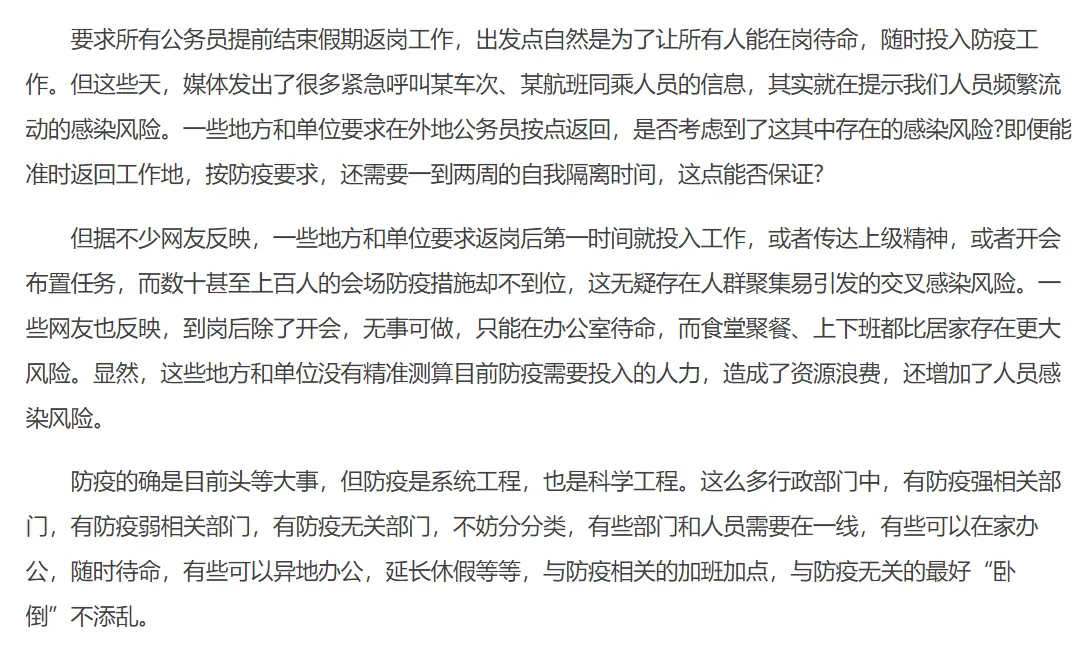 要求所有公务员提前结束假期返岗工作，出发点自然是为了让所有人能在岗待命，随时投入防疫工
作。但这些天，媒体发出了很多紧急呼叫某车次、某航班同乘人员的信息，其实就在提示我们人员频繁流
动的感染风险。一些地方和单位要求在外地公务员按点返回，是否考虑到了这其中存在的感染风险?即便能
准时返回工作地，按防疫要求，还需要一到两周的自我隔离时间，这点能否保证?
但据不少网友反映，一些地方和单位要求返岗后第一时间就投入工作，或者传达上级精神，或者开会
布置任务，而数十甚至上百人的会场防疫措施却不到位，这无疑存在人群聚集易引发的交叉感染风险。一
些网友也反映，到岗后除了开会，无事可做，只能在办公室待命，而食堂聚餐、上下班都比居家存在更大
风险。显然，这些地方和单位没有精准测算目前防疫需要投入的人力，造成了资源浪费，还增加了人员感
染风险。
防疫的确是目前头等大事，但防疫是系统工程，也是科学工程。这么多行政部门中，有防疫强相关部
门，有防疫弱相关部门，有防疫无关部门，不妨分分类，有些部门和人员需要在一线，有些可以在家办
公，随时待命，有些可以异地办公，延长休假等等，与防疫相关的加班加点，与防疫无关的最好“卧
倒”不添乱。